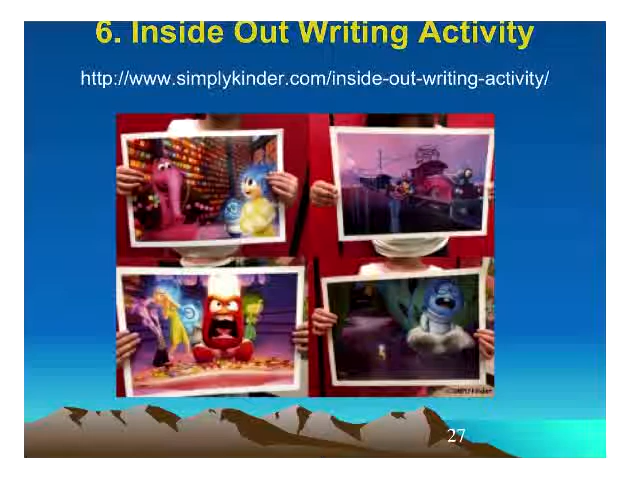 6. Inside Out Writing Activity
http://www.simplykinder.com/inside-out-writing-activity/
27